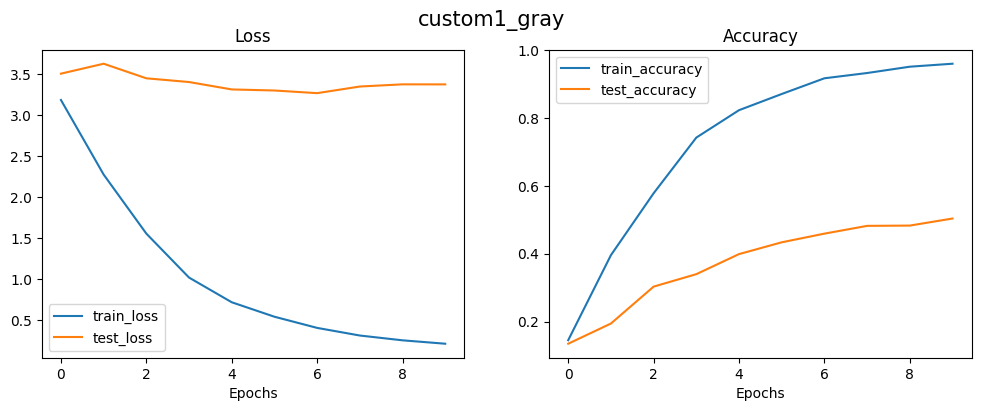 custom1_gray
Loss
3.5
3.0
2.5
2.0
1.5
1.0
0.5
train_loss
test_loss
0 2 4 6 8
Epochs
Accuracy
1.0
0.8
0.6
0.4
0.2
train_accuracy
test_accuracy
0 2 4 6 8
Epochs